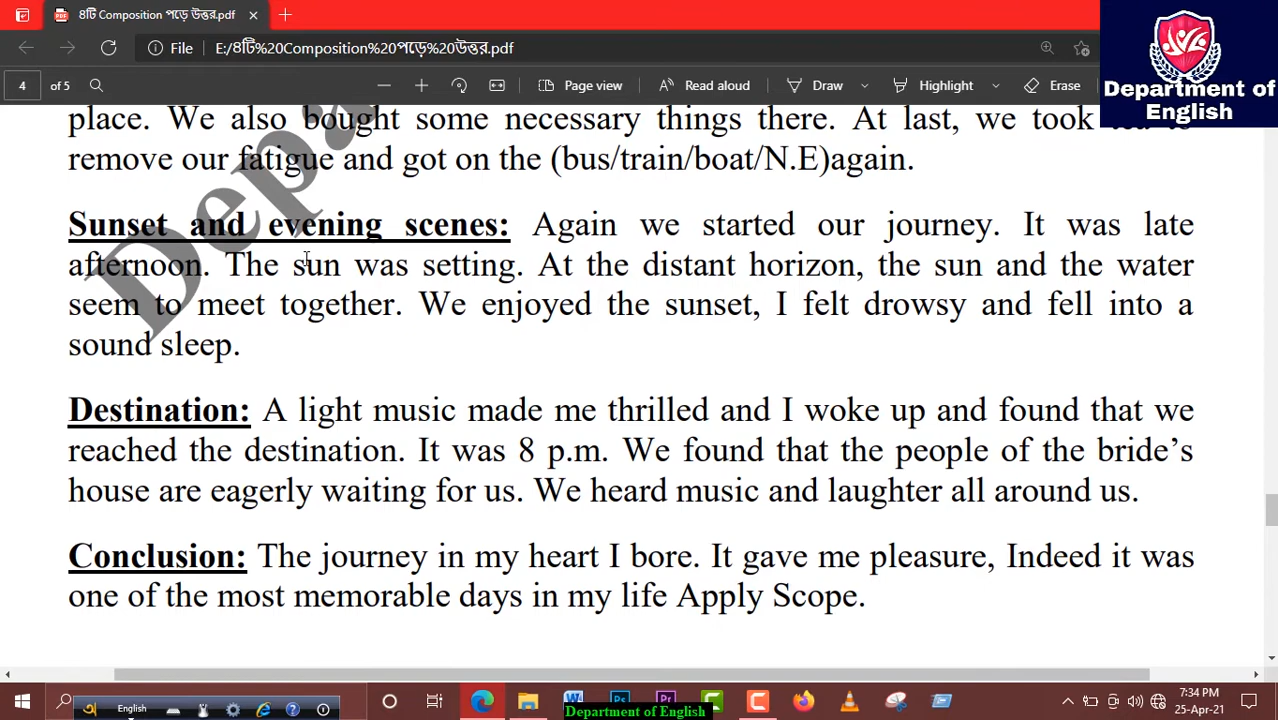 ৪টি Composition পড়ে উত্তর.pdf
File E:/৪টি%20Composition%20পড়ে%20উত্তর.pdf
Department of
English
4 of 5 Page view Read aloud Draw Highlight Erase
place. We also bought some necessary things there. At last, we took tea to
remove our fatigue and got on the (bus/train/boat/N.E)again.
Depa
Sunset and evening scenes: Again we started our journey. It was late
afternoon. The sun was setting. At the distant horizon, the sun and the water
seem to meet together. We enjoyed the sunset, I felt drowsy and fell into a
sound sleep.
Destination: A light music made me thrilled and I woke up and found that we
reached the destination. It was 8 p.m. We found that the people of the bride’s
house are eagerly waiting for us. We heard music and laughter all around us.
Conclusion: The journey in my heart I bore. It gave me pleasure, Indeed it was
one of the most memorable days in my life Apply Scope.
English
Department of English
7:34 PM
25-Apr-21